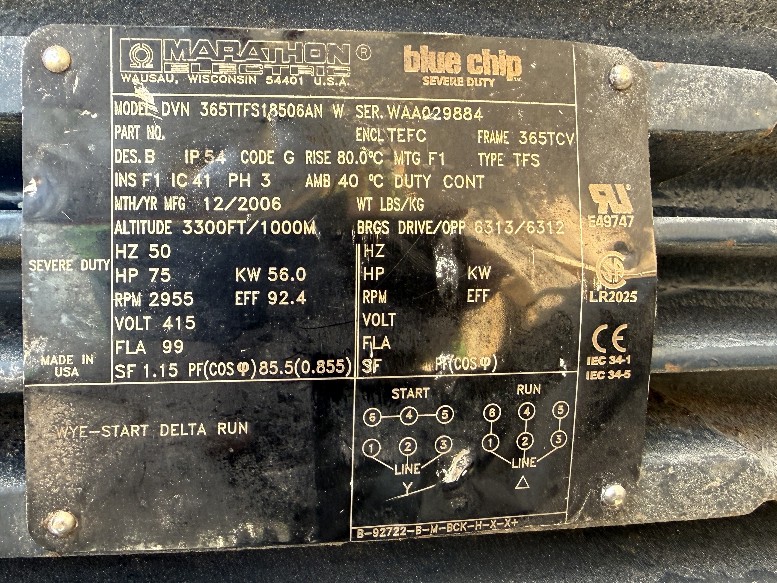 MARATHON®
ELECTRIC
WAUSAU, WISCONSIN 54401 U.S.A.
blue chip
SEVERE DUTY
MODEL DVN 365TTFS18506AN W SER. WAA029884
PART NO. ENCL TEFC FRAME 365TCV
DES. B IP 54 CODE G RISE 80.0°C MTG F1 TYPE TFS
INS F1 IC 41 PH 3 AMB 40 °C DUTY CONT
MTH/YR MFG 12/2006 WT LBS/KG
ALTITUDE 3300FT/1000M BRGS DRIVE/OPP 6313/6312
SEVERE DUTY
HZ 50
HP 75 KW 56.0
RPM 2955 EFF 92.4
VOLT 415
FLA 99
SF 1.15 PF(COS φ) 85.5(0.855)
HZ
HP KW
RPM EFF
VOLT
FLA
SF PF(COS φ)
MADE IN
USA
E49747
LR2025
CE
IEC 34-1
IEC 34-5
WYE-START DELTA RUN
START
6 4 5
1 2 3
LINE
Y
RUN
6 4 5
1 2 3
LINE
Δ
B-92722-B-M-BCK-H-X-X+